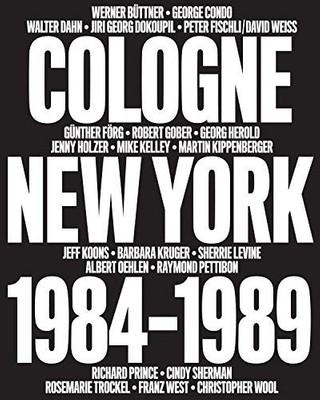 WERNER BÜTTNER • GEORGE CONDO
WALTER DAHN • JIRI GEORG DOKOUPIL • PETER FISCHLI/DAVID WEISS
COLOGNE
GÜNTHER FÖRG • ROBERT GOBER • GEORG HEROLD
JENNY HOLZER • MIKE KELLEY • MARTIN KIPPENBERGER
NEW YORK
JEFF KOONS • BARBARA KRUGER • SHERRIE LEVINE
ALBERT OEHLEN • RAYMOND PETTIBON
1984–1989
RICHARD PRINCE • CINDY SHERMAN
ROSEMARIE TROCKEL • FRANZ WEST • CHRISTOPHER WOOL